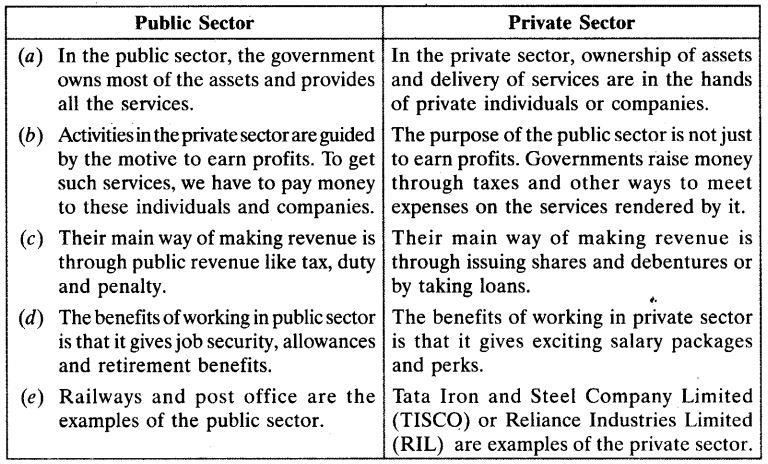 Public Sector
Private Sector
(a) In the public sector, the government
owns most of the assets and provides
all the services.
In the private sector, ownership of assets
and delivery of services are in the hands
of private individuals or companies.
(b) Activities in the private sector are guided
by the motive to earn profits. To get
such services, we have to pay money
to these individuals and companies.
The purpose of the public sector is not just
to earn profits. Governments raise money
through taxes and other ways to meet
expenses on the services rendered by it.
(c) Their main way of making revenue is
through public revenue like tax, duty
and penalty.
Their main way of making revenue is
through issuing shares and debentures or
by taking loans.
(d) The benefits of working in public sector
is that it gives job security, allowances
and retirement benefits.
The benefits of working in private sector
is that it gives exciting salary packages
and perks.
(e) Railways and post office are the
examples of the public sector.
Tata Iron and Steel Company Limited
(TISCO) or Reliance Industries Limited
(RIL) are examples of the private sector.